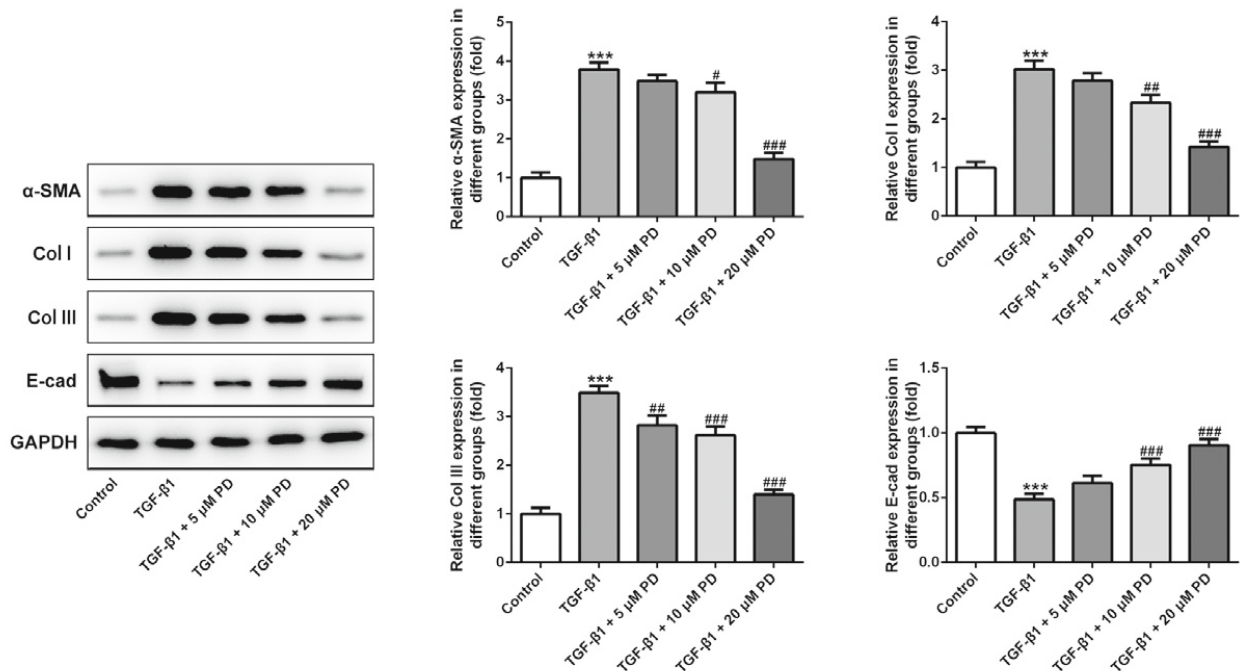 α-SMA
Col I
Col III
E-cad
GAPDH
Control
TGF-β1
TGF-β1 + 5 μM PD
TGF-β1 + 10 μM PD
TGF-β1 + 20 μM PD
Relative α-SMA expression in
different groups (fold)
5
4
3
2
1
0
***
#
###
Control
TGF-β1
TGF-β1 + 5 μM PD
TGF-β1 + 10 μM PD
TGF-β1 + 20 μM PD
Relative Col I expression in
different groups (fold)
4
3
2
1
0
***
##
###
Control
TGF-β1
TGF-β1 + 5 μM PD
TGF-β1 + 10 μM PD
TGF-β1 + 20 μM PD
Relative Col III expression in
different groups (fold)
4
3
2
1
0
***
##
###
###
Control
TGF-β1
TGF-β1 + 5 μM PD
TGF-β1 + 10 μM PD
TGF-β1 + 20 μM PD
Relative E-cad expression in
different groups (fold)
1.5
1.0
0.5
0.0
***
###
###
Control
TGF-β1
TGF-β1 + 5 μM PD
TGF-β1 + 10 μM PD
TGF-β1 + 20 μM PD